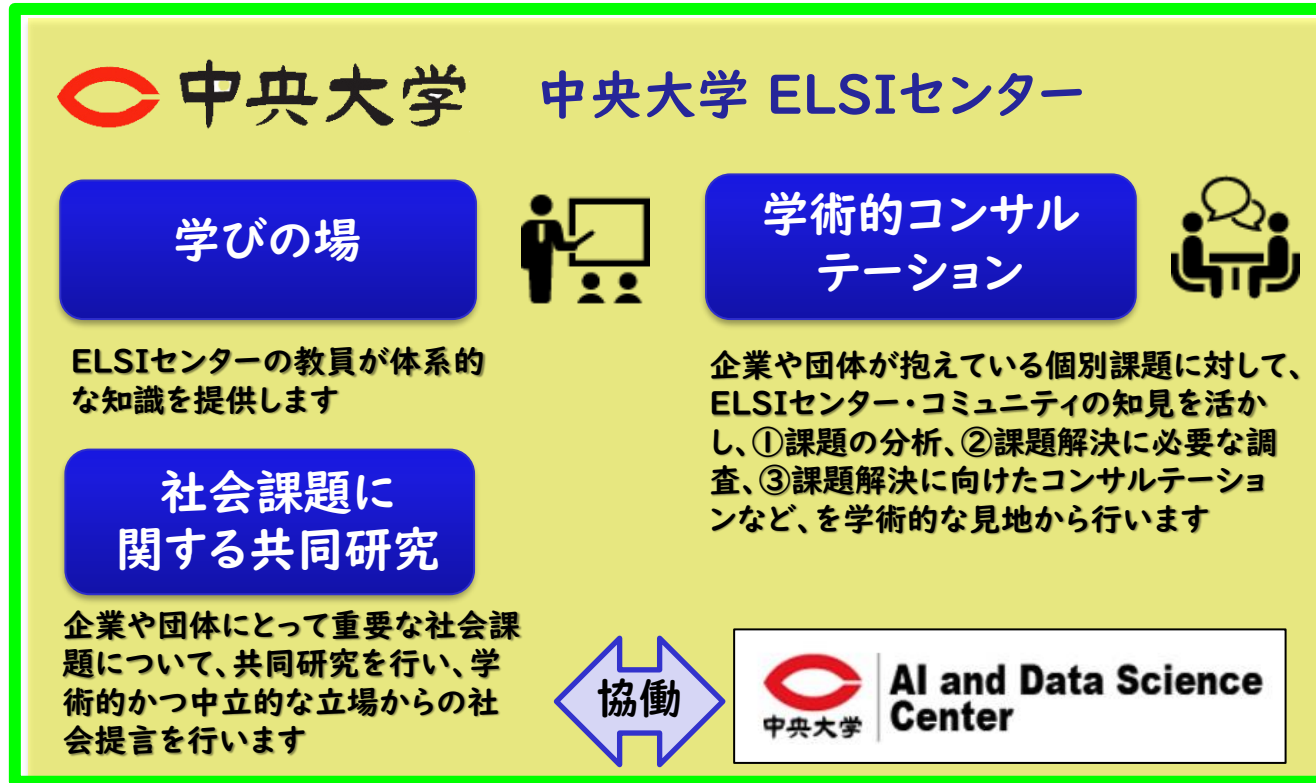 中央大学
中央大学 ELSIセンター
学びの場
ELSIセンターの教員が体系的
な知識を提供します
学術的コンサル
テーション
企業や団体が抱えている個別課題に対して、
ELSIセンター・コミュニティの知見を活か
し、①課題の分析、②課題解決に必要な調
査、③課題解決に向けたコンサルテーショ
ンなど、を学術的な見地から行います
社会課題に
関する共同研究
企業や団体にとって重要な社会課
題について、共同研究を行い、学
術的かつ中立的な立場からの社
会提言を行います
協働
中央大学
AI and Data Science
Center